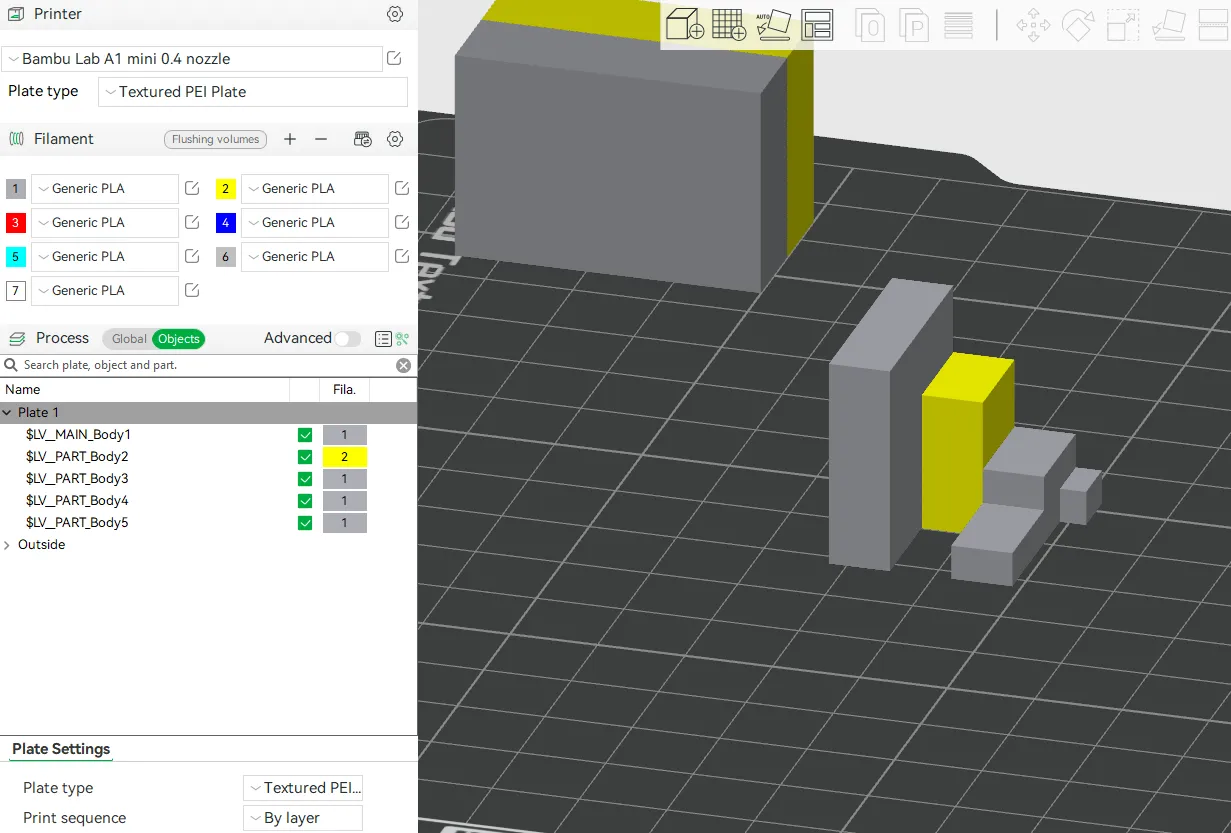 Printer
Bambu Lab A1 mini 0.4 nozzle
Plate type Textured PEI Plate
Filament Flushing volumes
1 Generic PLA 2 Generic PLA
3 Generic PLA 4 Generic PLA
5 Generic PLA 6 Generic PLA
7 Generic PLA
Process Global Objects Advanced
Search plate, object and part.
Name Fila.
Plate 1
$LV_MAIN_Body1 1
$LV_PART_Body2 2
$LV_PART_Body3 1
$LV_PART_Body4 1
$LV_PART_Body5 1
Outside
Plate Settings
Plate type Textured PEI...
Print sequence By layer
AUTO
O
P